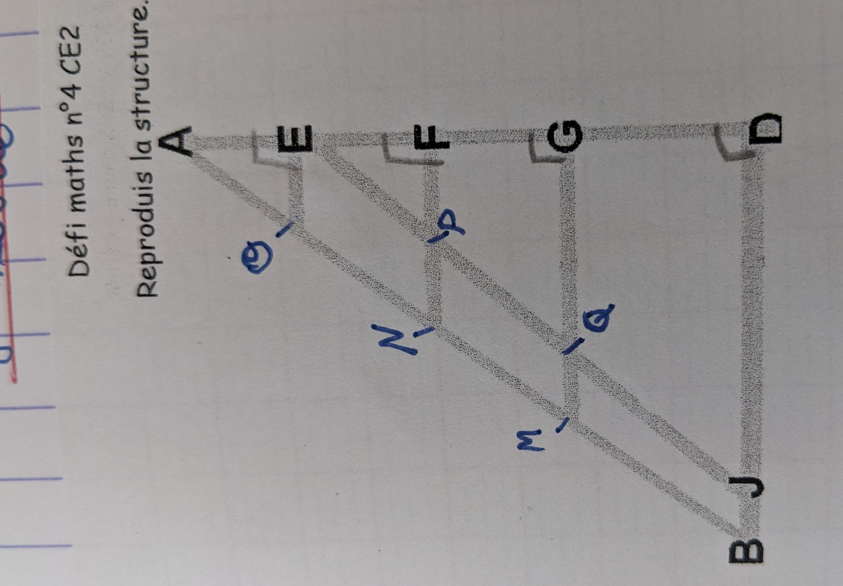 Défi maths n°4 CE2
Reproduis la structure.
A
E
O
F
P
N
G
Q
M
D
J
B